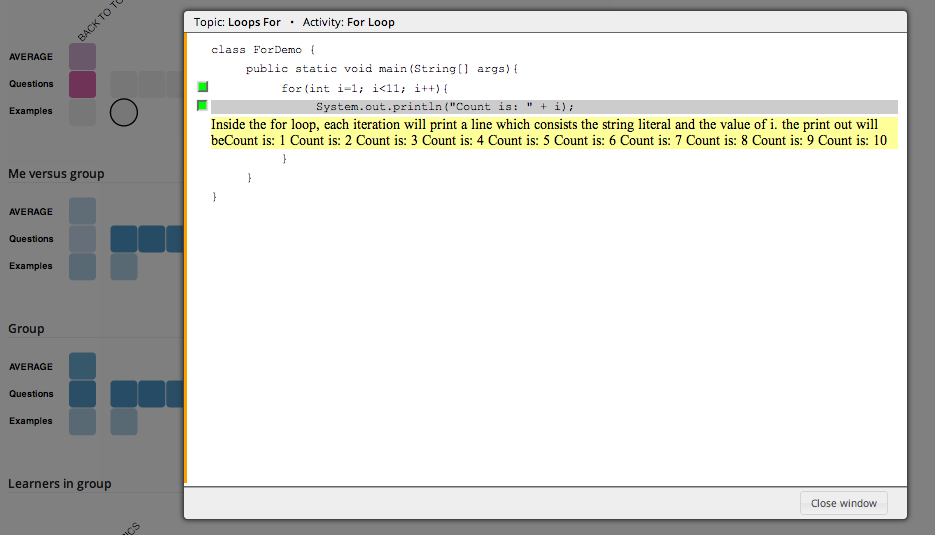 BACK TO TO
AVERAGE
Questions
Examples
Me versus group
AVERAGE
Questions
Examples
Group
AVERAGE
Questions
Examples
Learners in group
ICS
Topic: Loops For • Activity: For Loop
class ForDemo {
public static void main(String[] args){
for(int i=1; i<11; i++){
System.out.println("Count is: " + i);
Inside the for loop, each iteration will print a line which consists the string literal and the value of i. the print out will
beCount is: 1 Count is: 2 Count is: 3 Count is: 4 Count is: 5 Count is: 6 Count is: 7 Count is: 8 Count is: 9 Count is: 10
}
}
}
Close window